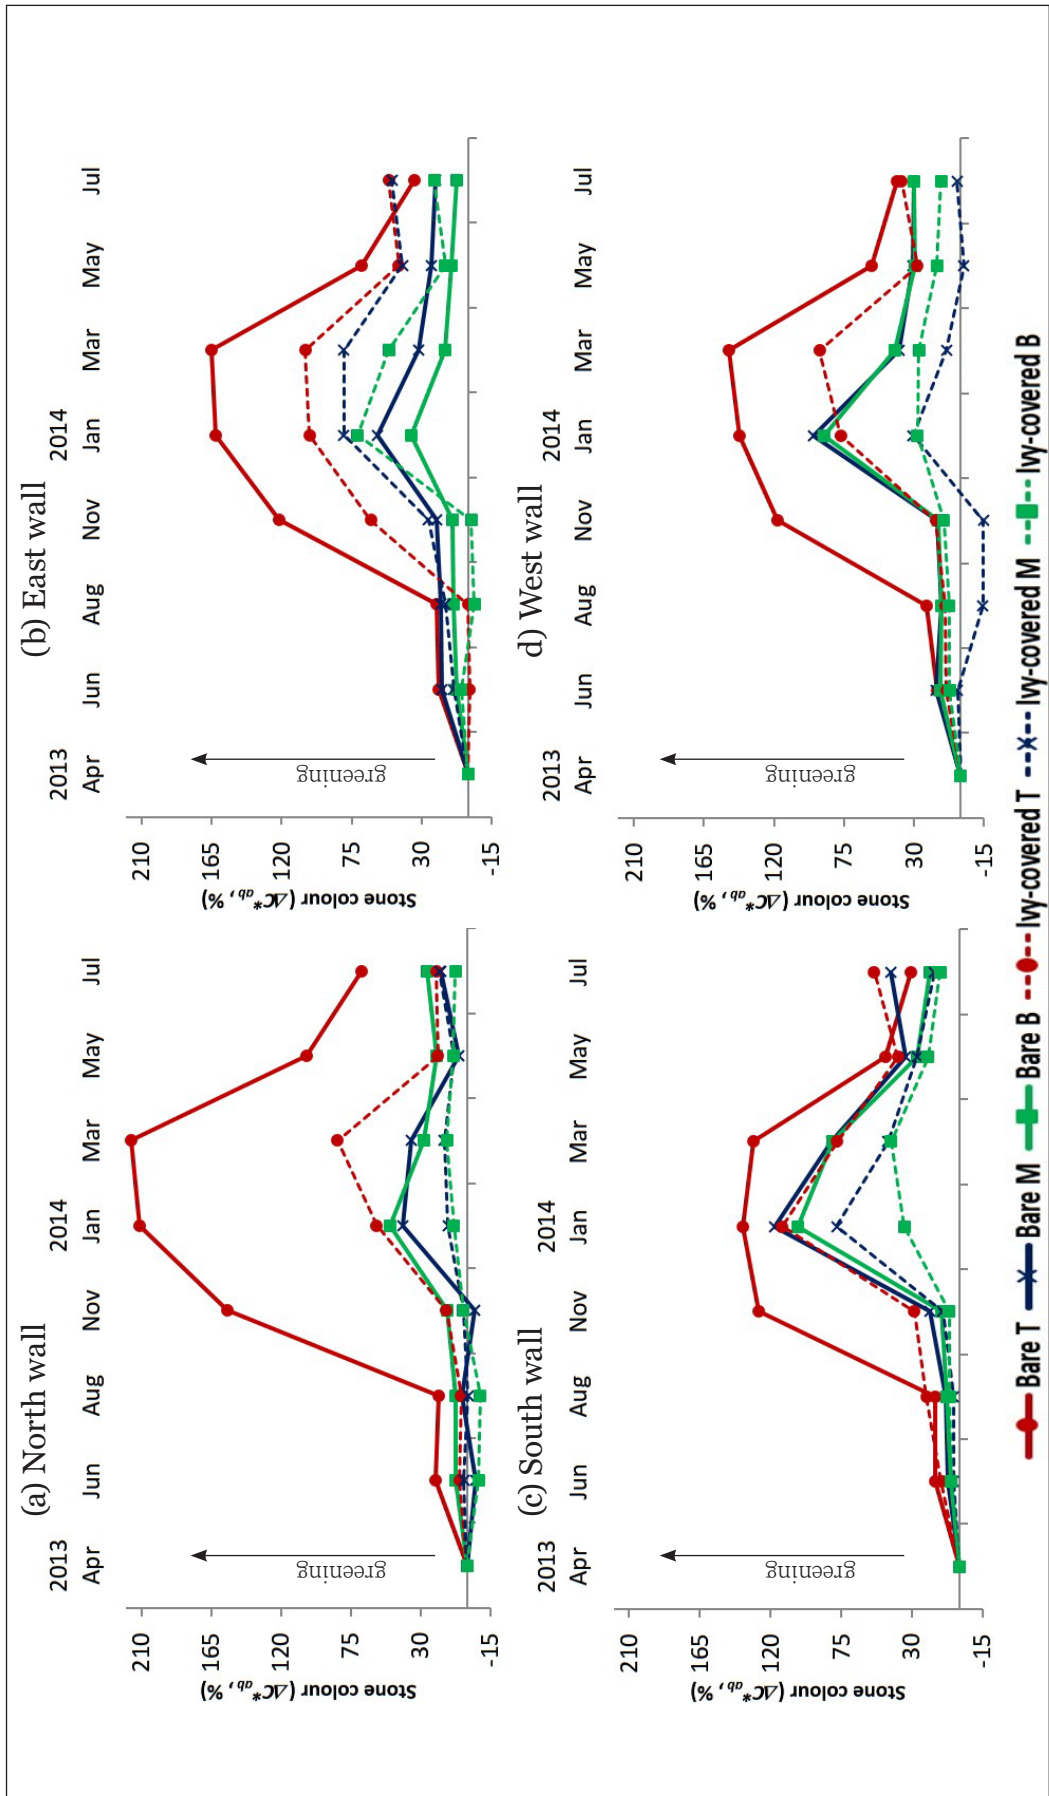 (a) North wall
2013 2014
Apr Jun Aug Nov Jan Mar May Jul
210
165
120
75
30
-15
Stone colour (ΔC*ab, %)
greening
(b) East wall
2013 2014
Apr Jun Aug Nov Jan Mar May Jul
210
165
120
75
30
-15
Stone colour (ΔC*ab, %)
greening
(c) South wall
2013 2014
Apr Jun Aug Nov Jan Mar May Jul
210
165
120
75
30
-15
Stone colour (ΔC*ab, %)
greening
d) West wall
2013 2014
Apr Jun Aug Nov Jan Mar May Jul
210
165
120
75
30
-15
Stone colour (ΔC*ab, %)
greening
Bare T Bare M Bare B Ivy-covered T Ivy-covered M Ivy-covered B